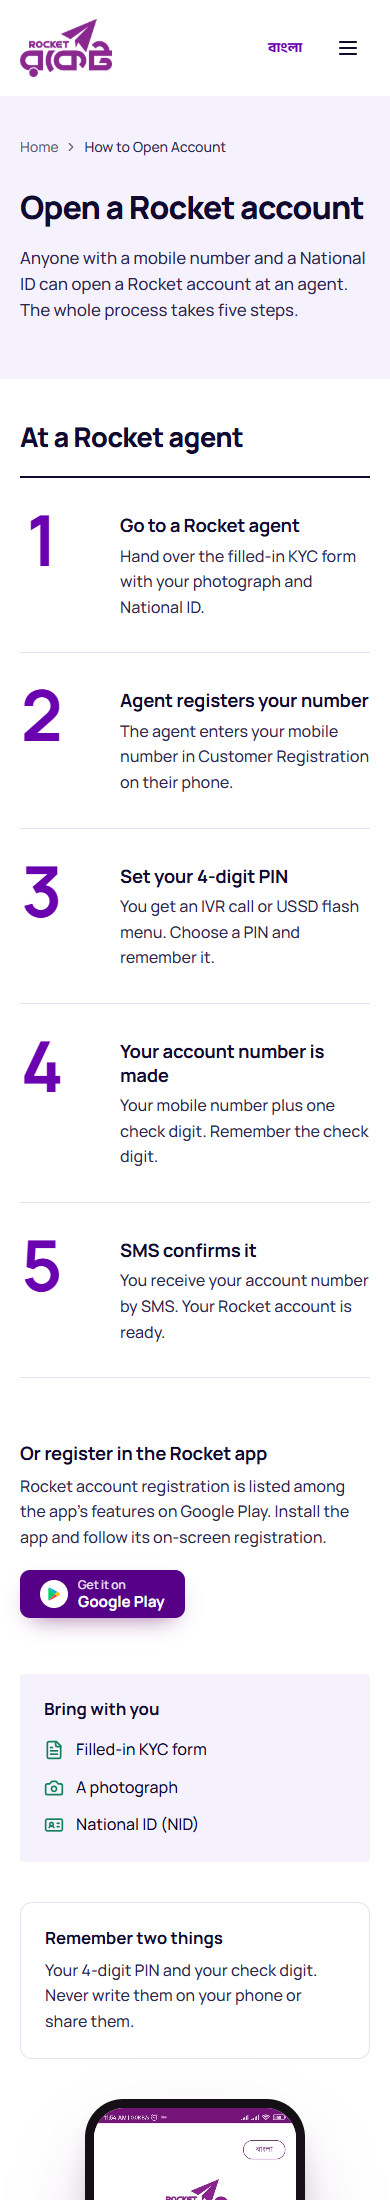 ROCKET
রকেট
বাংলা
Home > How to Open Account
Open a Rocket account
Anyone with a mobile number and a National
ID can open a Rocket account at an agent.
The whole process takes five steps.
At a Rocket agent
1
Go to a Rocket agent
Hand over the filled-in KYC form
with your photograph and
National ID.
2
Agent registers your number
The agent enters your mobile
number in Customer Registration
on their phone.
3
Set your 4-digit PIN
You get an IVR call or USSD flash
menu. Choose a PIN and
remember it.
4
Your account number is
made
Your mobile number plus one
check digit. Remember the check
digit.
5
SMS confirms it
You receive your account number
by SMS. Your Rocket account is
ready.
Or register in the Rocket app
Rocket account registration is listed among
the app's features on Google Play. Install the
app and follow its on-screen registration.
Get it on
Google Play
Bring with you
Filled-in KYC form
A photograph
National ID (NID)
Remember two things
Your 4-digit PIN and your check digit.
Never write them on your phone or
share them.
বাংলা
ROCKET